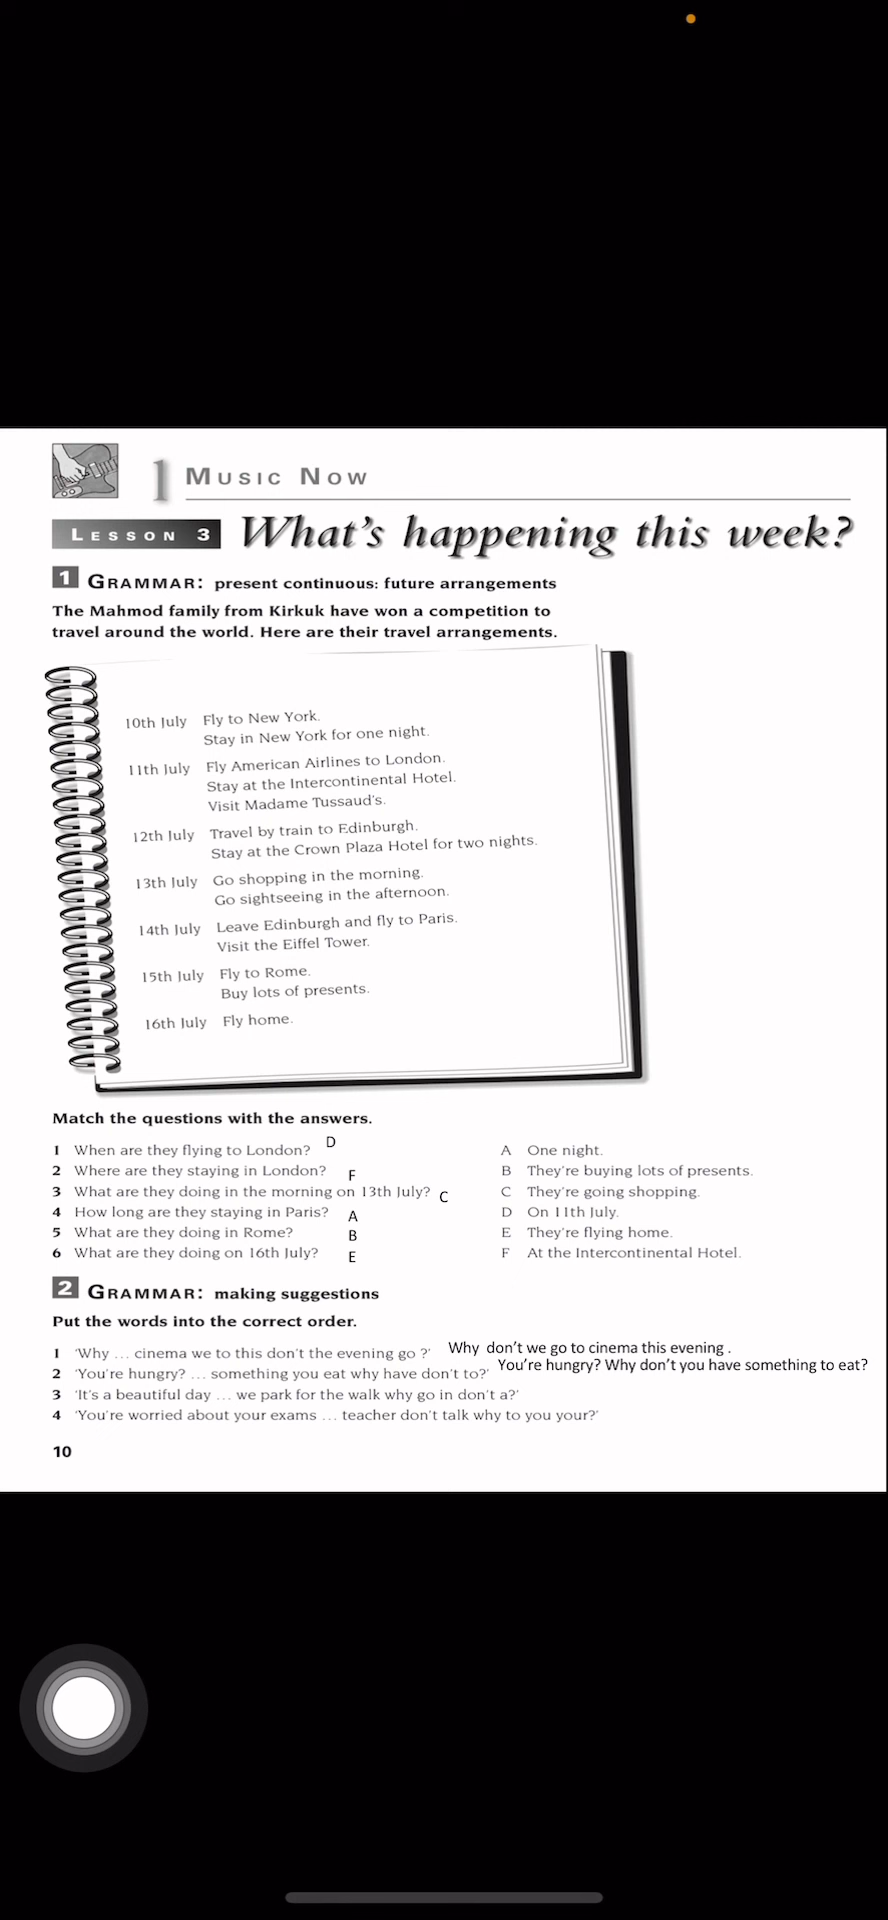 1 MUSIC NOW
LESSON 3 What's happening this week?
1 GRAMMAR: present continuous: future arrangements
The Mahmod family from Kirkuk have won a competition to
travel around the world. Here are their travel arrangements.
10th July Fly to New York.
Stay in New York for one night.
11th July Fly American Airlines to London.
Stay at the Intercontinental Hotel.
Visit Madame Tussaud's.
12th July Travel by train to Edinburgh.
Stay at the Crown Plaza Hotel for two nights.
13th July Go shopping in the morning.
Go sightseeing in the afternoon.
14th July Leave Edinburgh and fly to Paris.
Visit the Eiffel Tower.
15th July Fly to Rome.
Buy lots of presents.
16th July Fly home.
Match the questions with the answers.
1 When are they flying to London? D A One night.
2 Where are they staying in London? F B They're buying lots of presents.
3 What are they doing in the morning on 13th July? C C They're going shopping.
4 How long are they staying in Paris? A D On 11th July.
5 What are they doing in Rome? B E They're flying home.
6 What are they doing on 16th July? E F At the Intercontinental Hotel.
2 GRAMMAR: making suggestions
Put the words into the correct order.
1 'Why ... cinema we to this don't the evening go ?' Why don't we go to cinema this evening .
2 'You're hungry? ... something you eat why have don't to?' You're hungry? Why don't you have something to eat?
3 'It's a beautiful day ... we park for the walk why go in don't a?'
4 'You're worried about your exams ... teacher don't talk why to you your?'
10